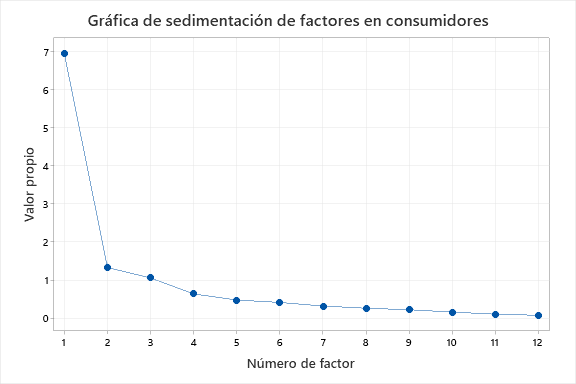 Gráfica de sedimentación de factores en consumidores
7
6
5
4
3
2
1
0
Valor propio
1 2 3 4 5 6 7 8 9 10 11 12
Número de factor